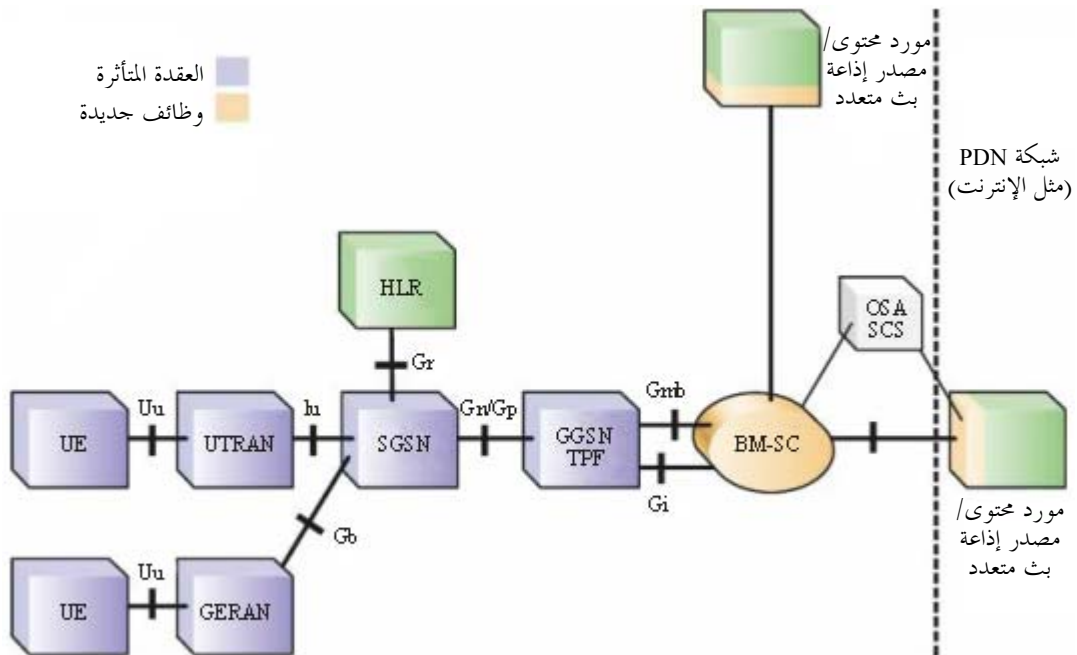 مورد محتوى/
مصدر إذاعة
بث متعدد
العقدة المتأثرة
وظائف جديدة
شبكة PDN
(مثل الإنترنت)
HLR
OSA
SCS
Gr
Uu
Iu
Gn/Gp
Gmb
UE
UTRAN
SGSN
GGSN
TPF
BM-SC
Gi
Gb
مورد محتوى/
مصدر إذاعة
بث متعدد
Uu
UE
GERAN